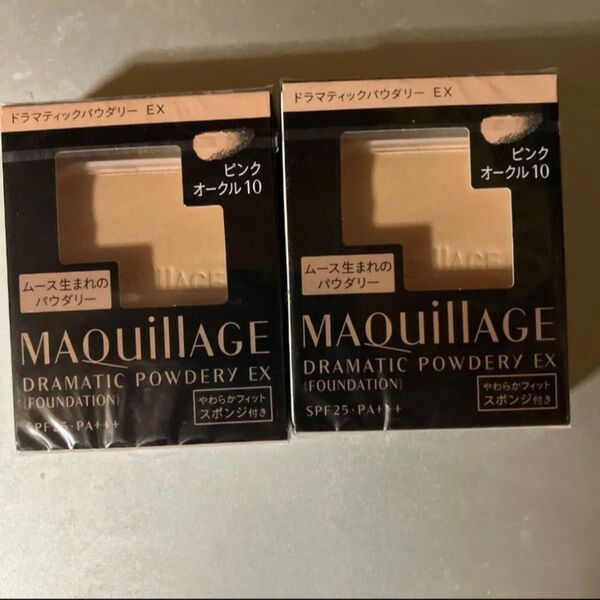 ドラマティックパウダリー EX
ピンク
オークル10
ムース生まれの
パウダリー
MAQuillAGE
DRAMATIC POWDERY EX
(FOUNDATION)
SPF25・PA+++
やわらかフィット
スポンジ付き
ドラマティックパウダリー EX
ピンク
オークル10
ムース生まれの
パウダリー
MAQuillAGE
DRAMATIC POWDERY EX
(FOUNDATION)
SPF25・PA+++
やわらかフィット
スポンジ付き